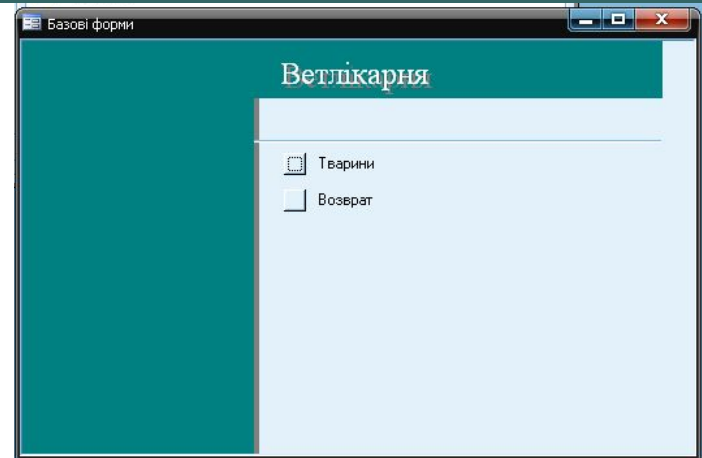 Базові форми
Ветлікарня
Тварини
Возврат